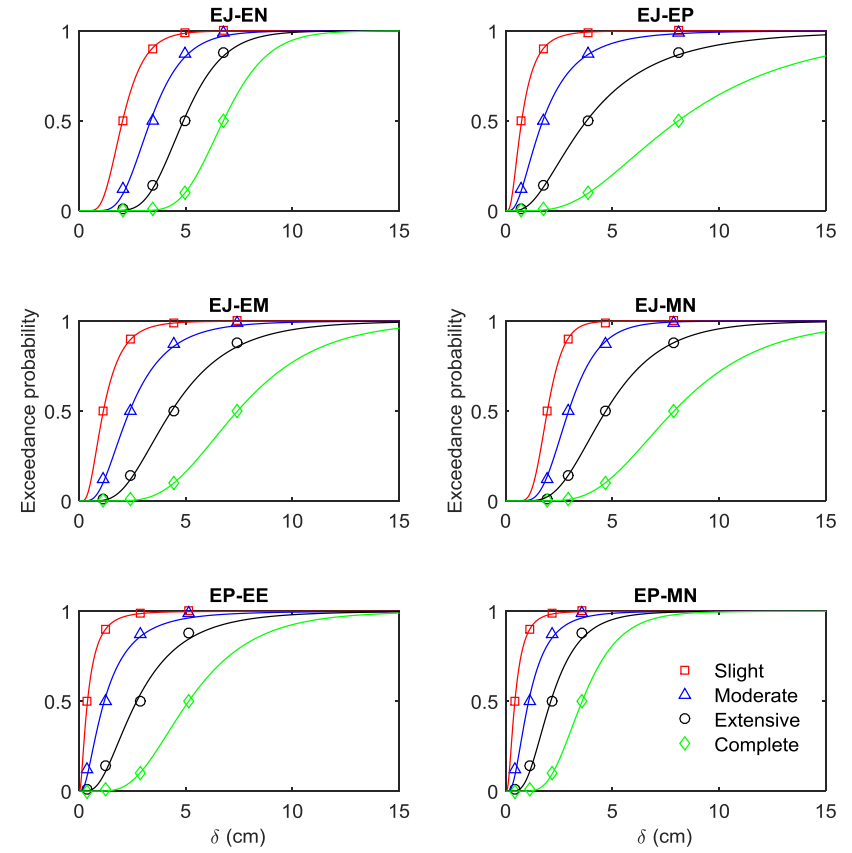 EJ-EN
1
0.5
0
0 5 10 15
EJ-EP
1
0.5
0
0 5 10 15
EJ-EM
Exceedance probability
1
0.5
0
0 5 10 15
EJ-MN
Exceedance probability
1
0.5
0
0 5 10 15
EP-EE
1
0.5
0
0 5 10 15
δ (cm)
EP-MN
1
0.5
0
Slight
Moderate
Extensive
Complete
0 5 10 15
δ (cm)